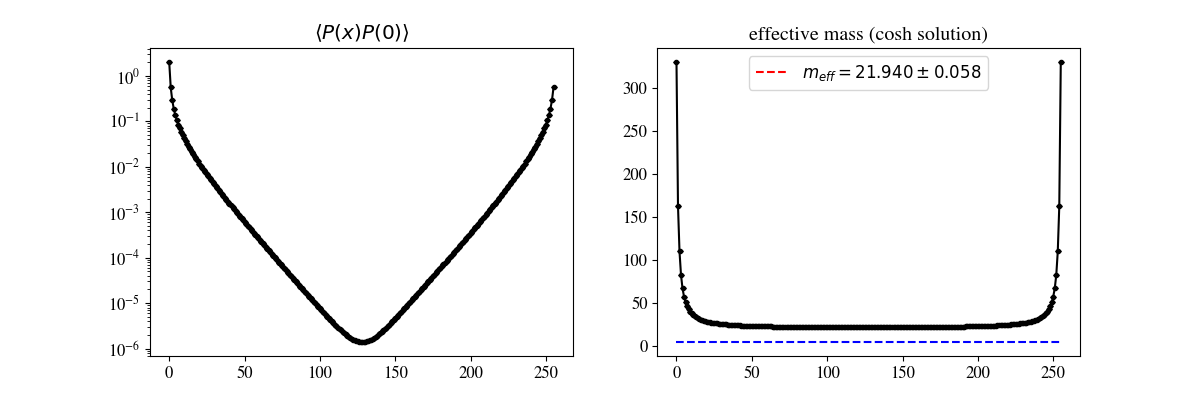 ⟨P(x)P(0)⟩
10⁰
10⁻¹
10⁻²
10⁻³
10⁻⁴
10⁻⁵
10⁻⁶
0 50 100 150 200 250
effective mass (cosh solution)
m_eff = 21.940 ± 0.058
300
250
200
150
100
50
0
0 50 100 150 200 250